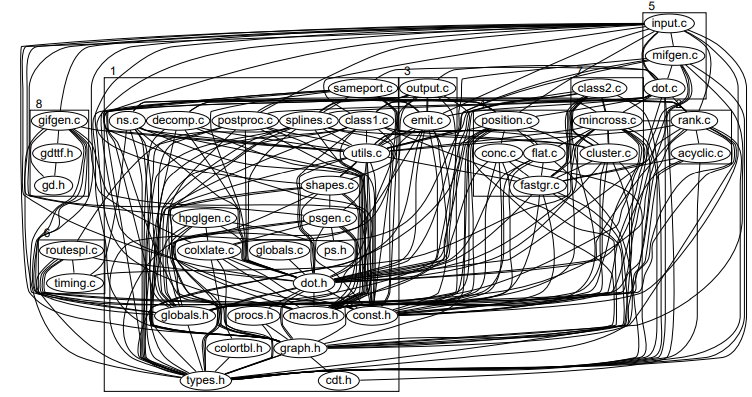 5
input.c
mifgen.c
1
3
7
sameport.c output.c class2.c dot.c
8
gifgen.c ns.c decomp.c postproc.c splines.c class1.c emit.c position.c mincross.c rank.c
gdttf.h utils.c conc.c flat.c cluster.c acyclic.c
gd.h shapes.c fastgr.c
hpglgen.c psgen.c
6
routespl.c colxlate.c globals.c ps.h
timing.c dot.h
globals.h procs.h macros.h const.h
colortbl.h graph.h
types.h cdt.h